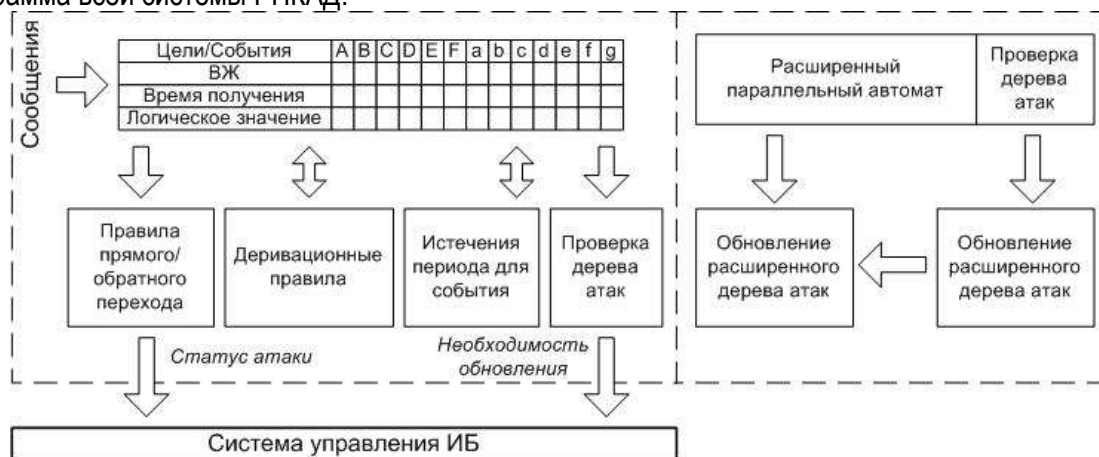 всей системы
Сообщения
Цели/События A B C D E F a b c d e f g
ВЖ
Время получения
Логическое значение
Расширенный
параллельный автомат
Проверка
дерева
атак
Правила
прямого/
обратного
перехода
Деривационные
правила
Истечения
периода для
события
Проверка
дерева
атак
Обновление
расширенного
дерева атак
Обновление
расширенного
дерева атак
Статус атаки
Необходимость
обновления
Система управления ИБ